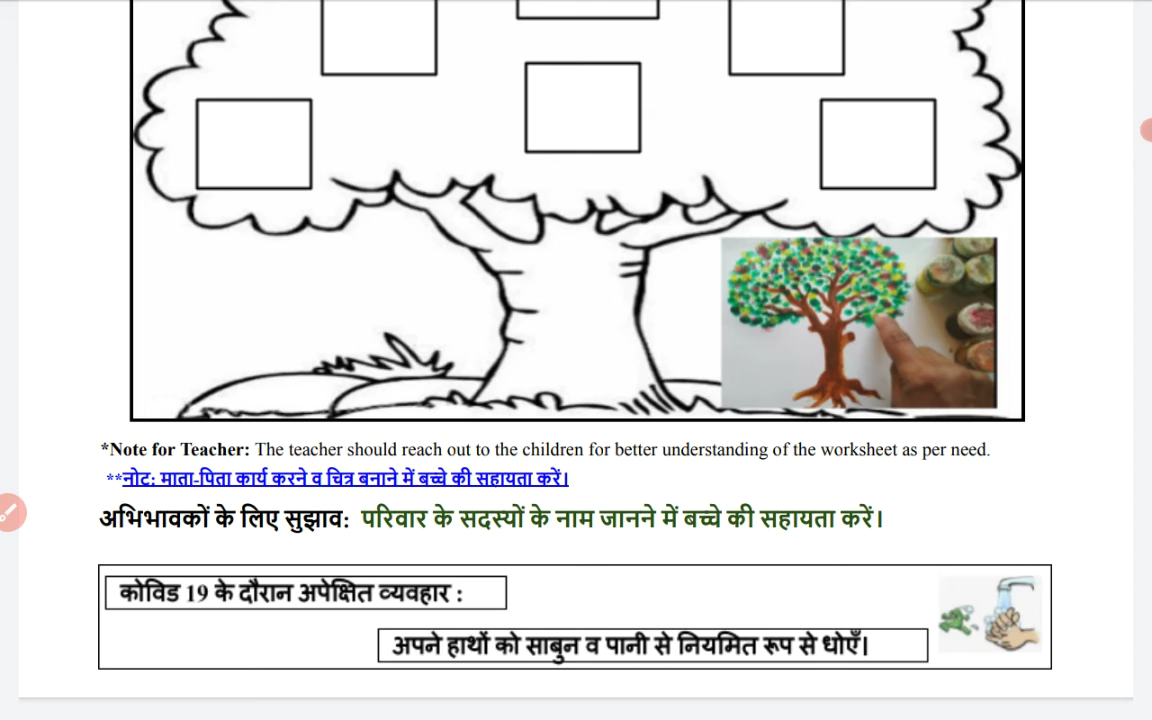 *Note for Teacher: The teacher should reach out to the children for better understanding of the worksheet as per need.
**नोट: माता-पिता कार्य करने व चित्र बनाने में बच्चे की सहायता करें।
अभिभावकों के लिए सुझाव: परिवार के सदस्यों के नाम जानने में बच्चे की सहायता करें।
कोविड 19 के दौरान अपेक्षित व्यवहार :
अपने हाथों को साबुन व पानी से नियमित रूप से धोएँ।